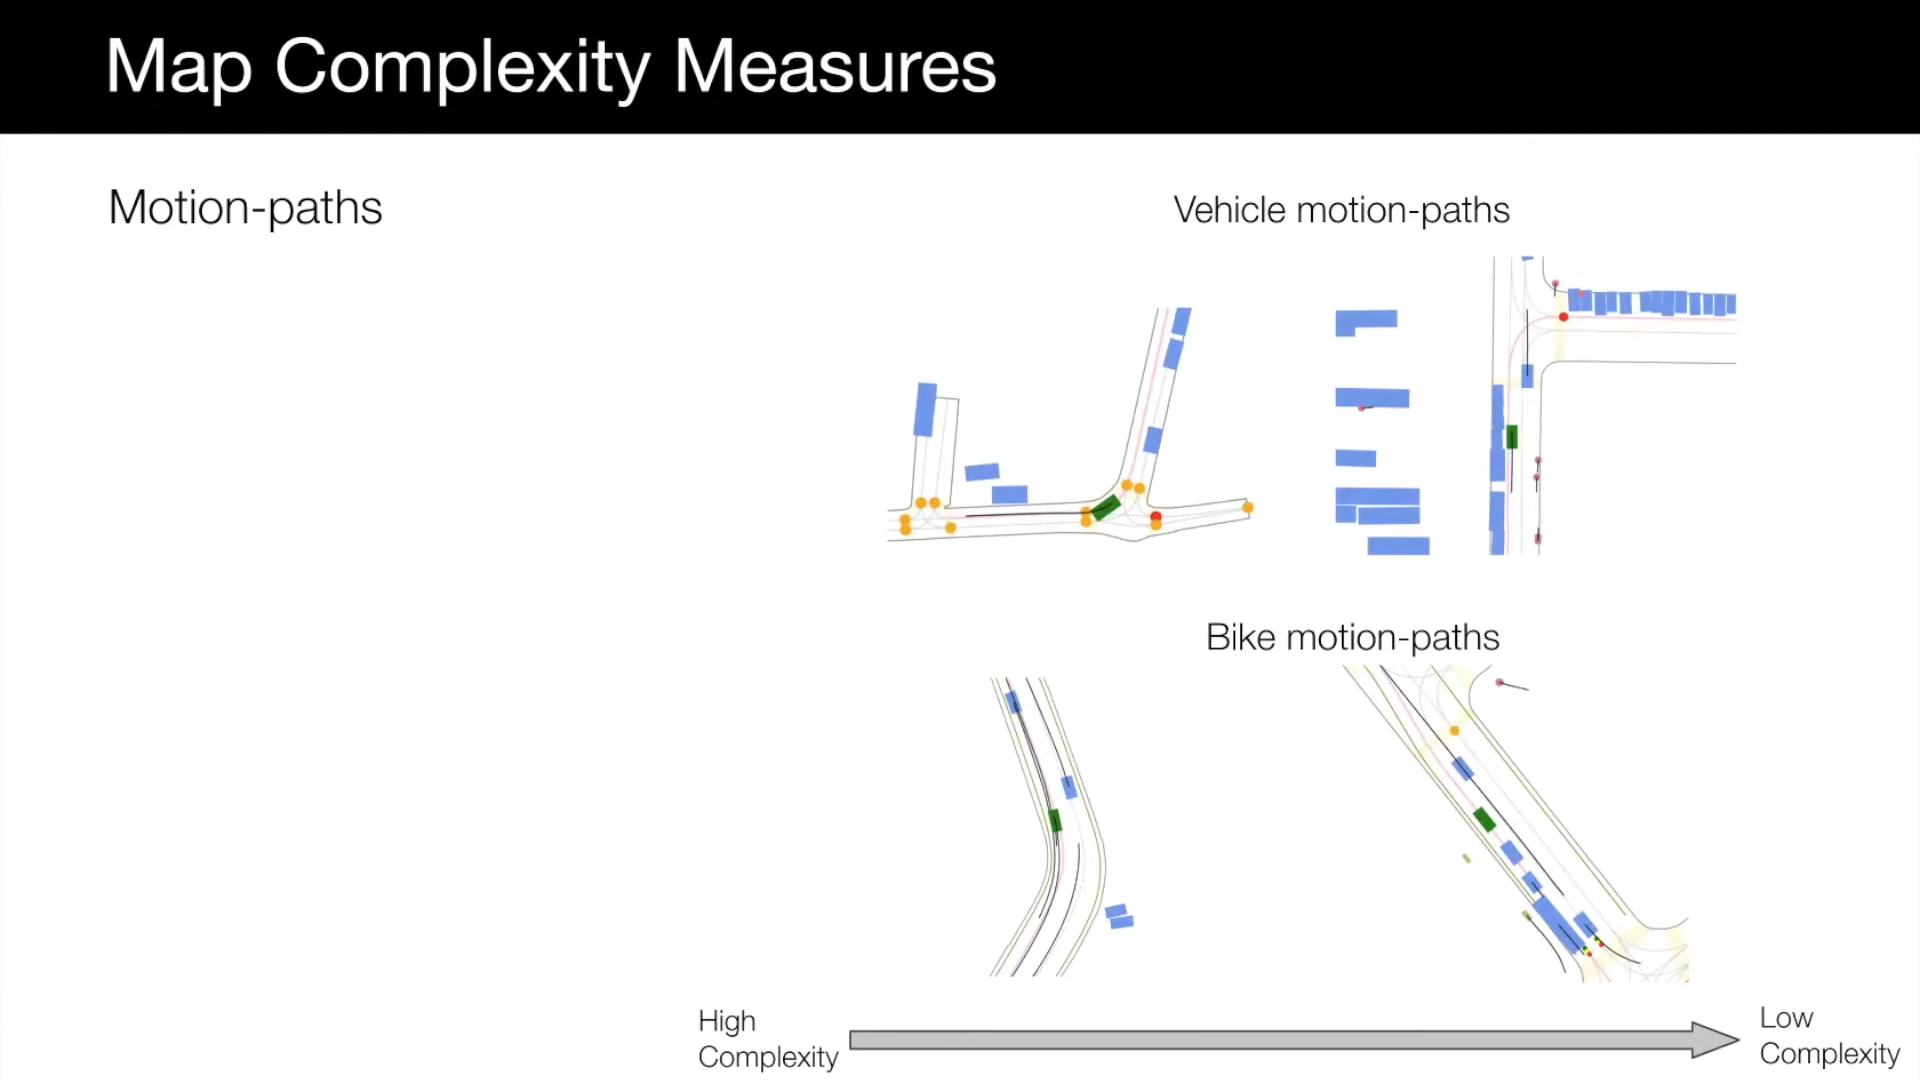 Map Complexity Measures
Motion-paths
Vehicle motion-paths
Bike motion-paths
High
Complexity
Low
Complexity